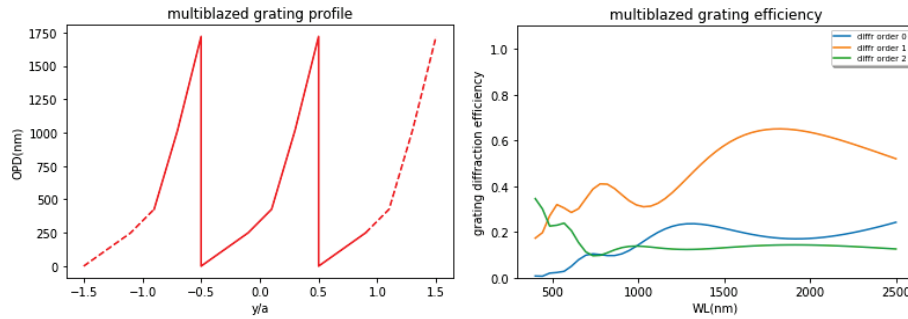 multiblazed grating profile
OPD(nm)
1750
1500
1250
1000
750
500
250
0
−1.5 −1.0 −0.5 0.0 0.5 1.0 1.5
y/a
multiblazed grating efficiency
grating diffraction efficiency
1.0
0.8
0.6
0.4
0.2
0.0
500 1000 1500 2000 2500
WL(nm)
diffr order 0
diffr order 1
diffr order 2